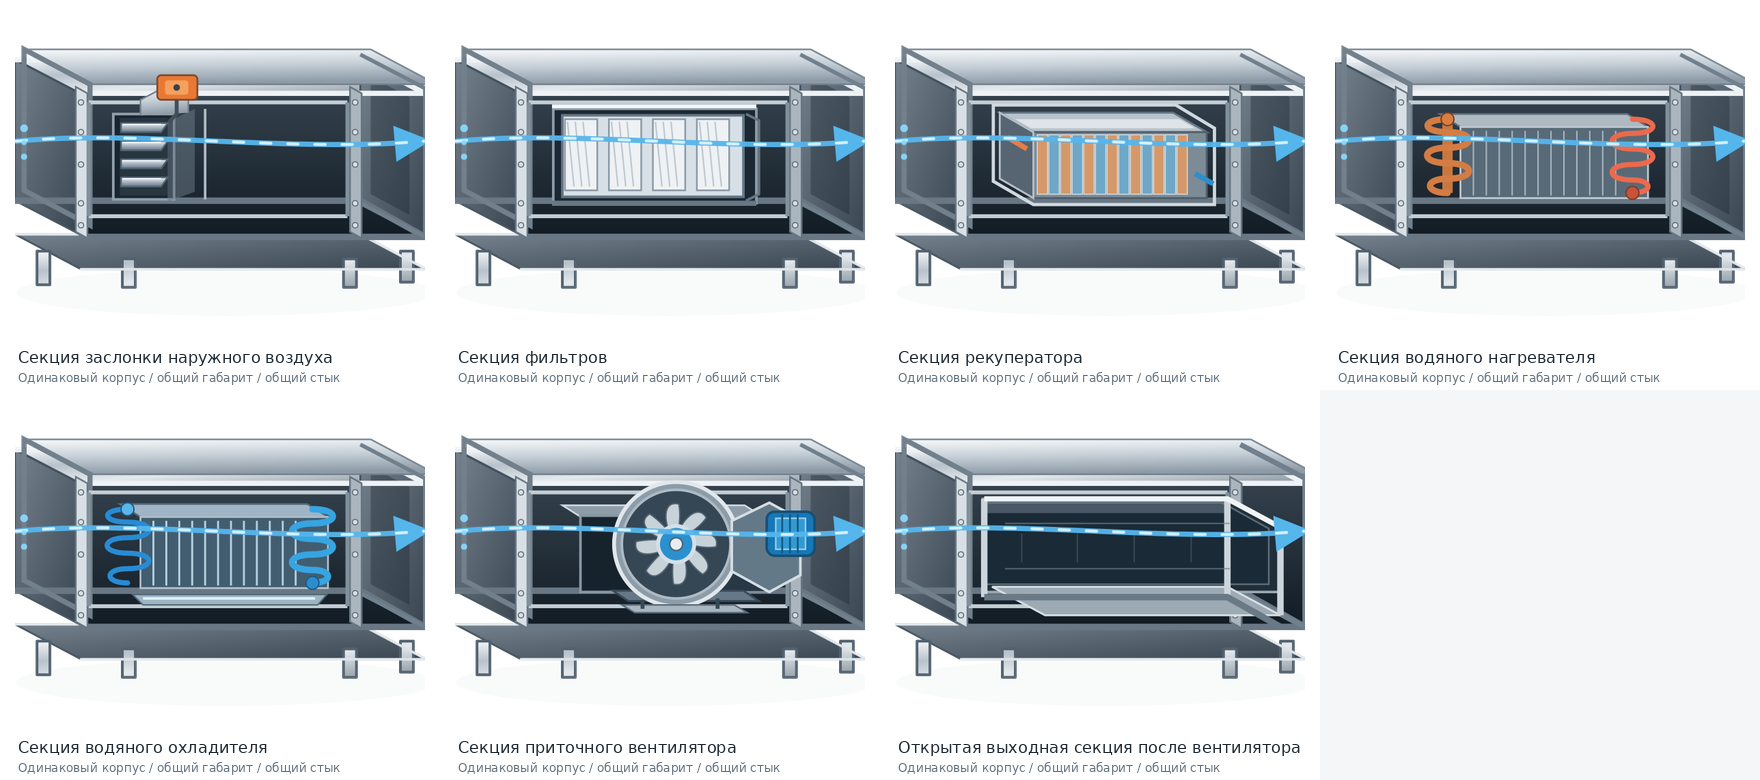 Секция заслонки наружного воздуха
Одинаковый корпус / общий габарит / общий стык
Секция фильтров
Одинаковый корпус / общий габарит / общий стык
Секция рекуператора
Одинаковый корпус / общий габарит / общий стык
Секция водяного нагревателя
Одинаковый корпус / общий габарит / общий стык
Секция водяного охладителя
Одинаковый корпус / общий габарит / общий стык
Секция приточного вентилятора
Одинаковый корпус / общий габарит / общий стык
Открытая выходная секция после вентилятора
Одинаковый корпус / общий габарит / общий стык